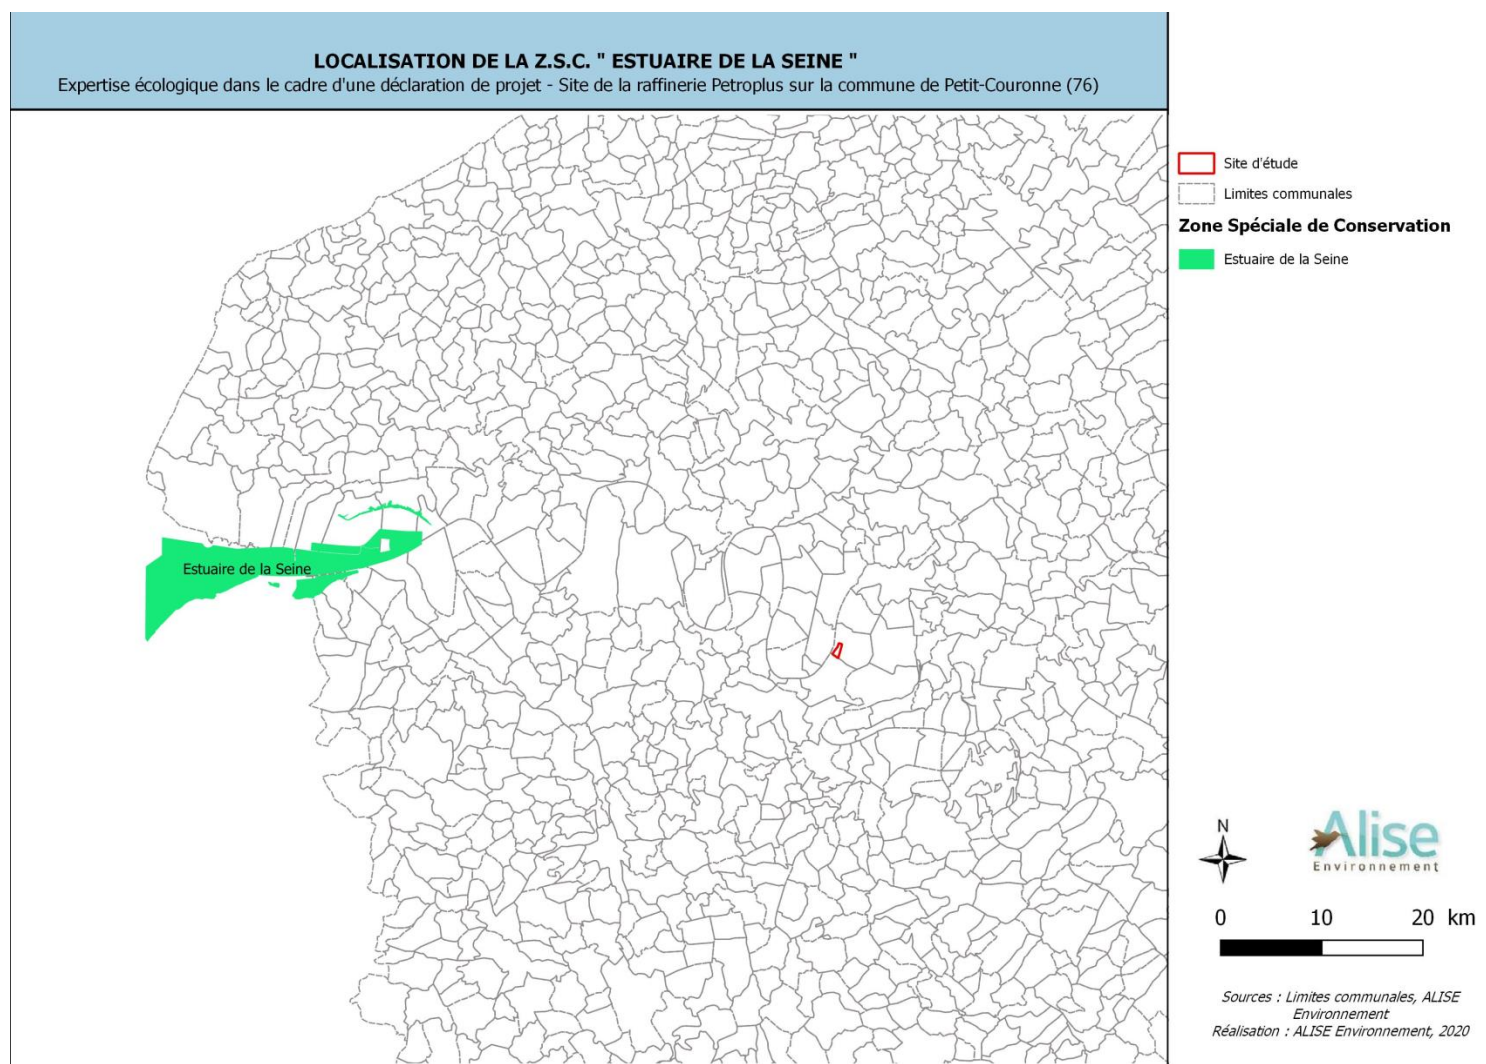 LOCALISATION DE LA Z.S.C. " ESTUAIRE DE LA SEINE "
Expertise écologique dans le cadre d'une déclaration de projet - Site de la raffinerie Petroplus sur la commune de Petit-Couronne (76)
Site d'étude
Limites communales
Zone Spéciale de Conservation
Estuaire de la Seine
Estuaire de la Seine
N
Alise
Environnement
0 10 20 km
Sources : Limites communales, ALISE
Environnement
Réalisation : ALISE Environnement, 2020